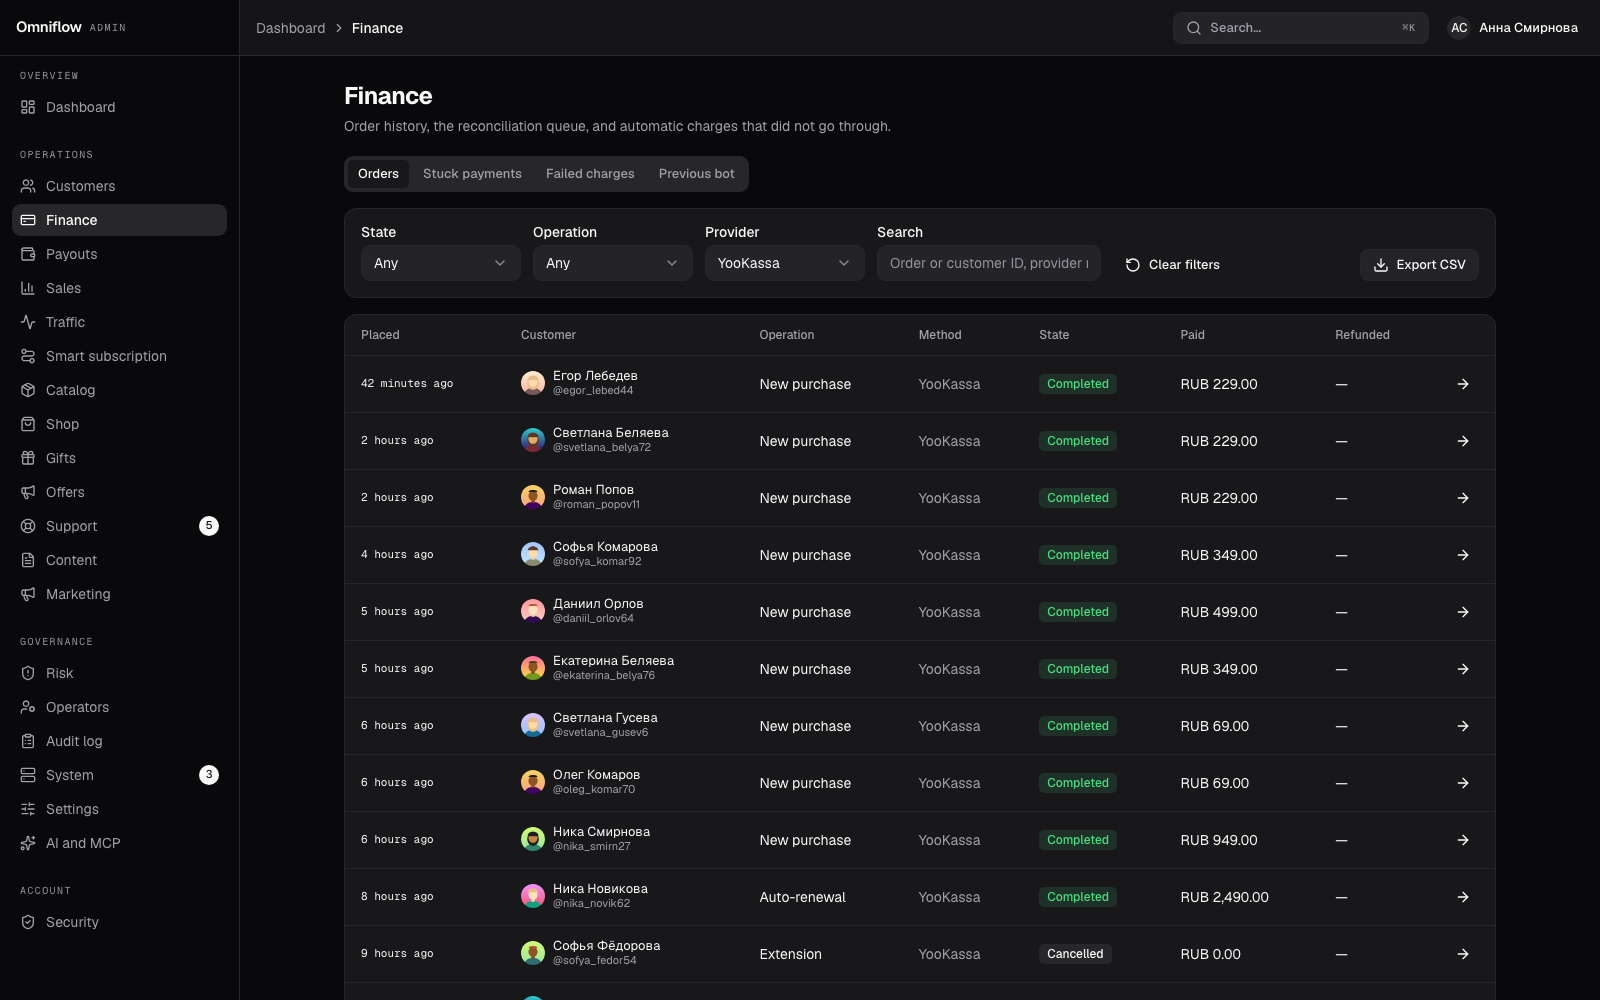 Omniflow ADMIN
OVERVIEW
Dashboard
OPERATIONS
Customers
Finance
Payouts
Sales
Traffic
Smart subscription
Catalog
Shop
Gifts
Offers
Support 5
Content
Marketing
GOVERNANCE
Risk
Operators
Audit log
System 3
Settings
AI and MCP
ACCOUNT
Security
Dashboard > Finance
Search... ⌘K
AC Анна Смирнова
Finance
Order history, the reconciliation queue, and automatic charges that did not go through.
Orders Stuck payments Failed charges Previous bot
State Operation Provider Search
Any Any YooKassa Order or customer ID, provider Clear filters Export CSV
Placed Customer Operation Method State Paid Refunded
42 minutes ago Егор Лебедев @egor_lebed44 New purchase YooKassa Completed RUB 229.00 —
2 hours ago Светлана Беляева @svetlana_belya72 New purchase YooKassa Completed RUB 229.00 —
2 hours ago Роман Попов @roman_popov11 New purchase YooKassa Completed RUB 229.00 —
4 hours ago Софья Комарова @sofya_komar92 New purchase YooKassa Completed RUB 349.00 —
5 hours ago Даниил Орлов @daniil_orlov64 New purchase YooKassa Completed RUB 499.00 —
5 hours ago Екатерина Беляева @ekaterina_belya76 New purchase YooKassa Completed RUB 349.00 —
6 hours ago Светлана Гусева @svetlana_gusev6 New purchase YooKassa Completed RUB 69.00 —
6 hours ago Олег Комаров @oleg_komar70 New purchase YooKassa Completed RUB 69.00 —
6 hours ago Ника Смирнова @nika_smirn27 New purchase YooKassa Completed RUB 949.00 —
8 hours ago Ника Новикова @nika_novik62 Auto-renewal YooKassa Completed RUB 2,490.00 —
9 hours ago Софья Фёдорова @sofya_fedor54 Extension YooKassa Cancelled RUB 0.00 —